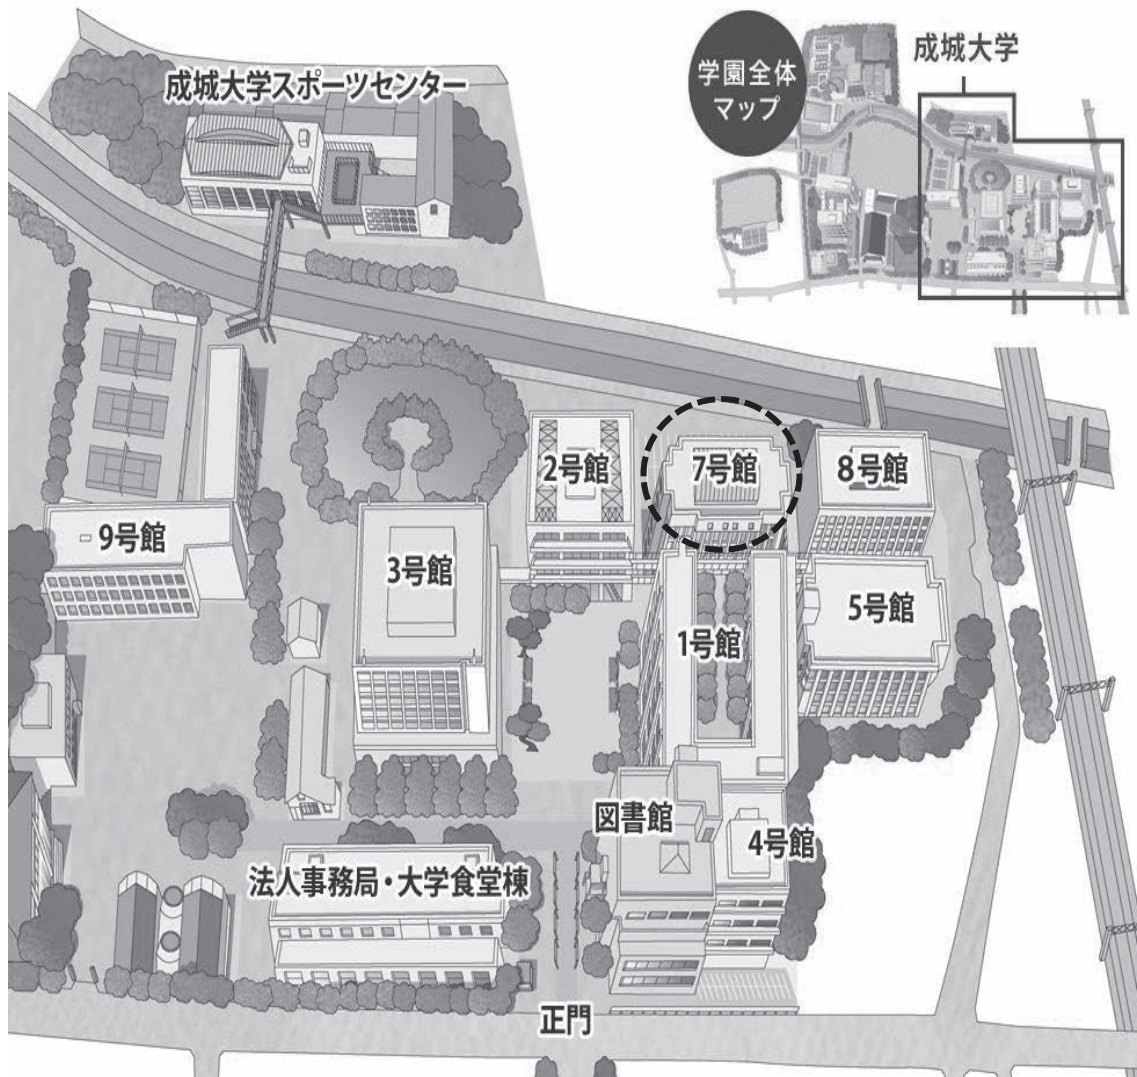 成城大学スポーツセンター
学園全体
マップ
成城大学
2号館
7号館
8号館
9号館
3号館
5号館
1号館
図書館
4号館
法人事務局・大学食堂棟
正門